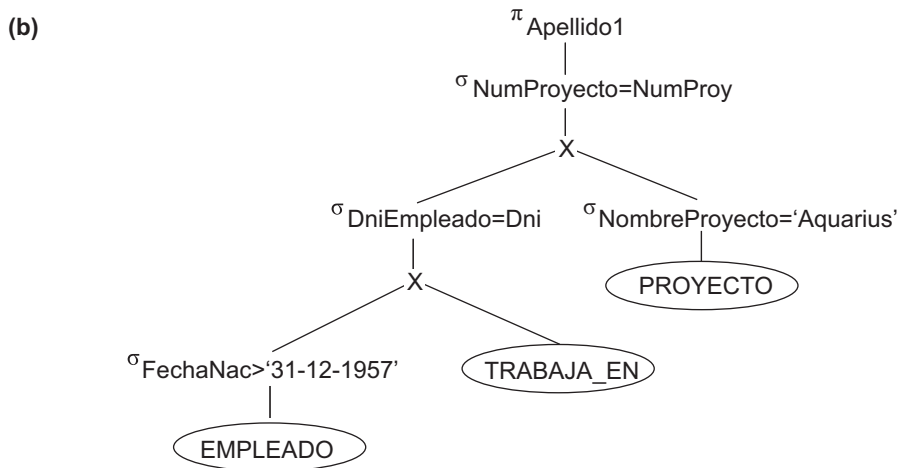 (b)
π Apellido1
σ NumProyecto=NumProy
X
σ DniEmpleado=Dni
σ NombreProyecto=‘Aquarius’
PROYECTO
X
σ FechaNac>‘31-12-1957’
TRABAJA_EN
EMPLEADO